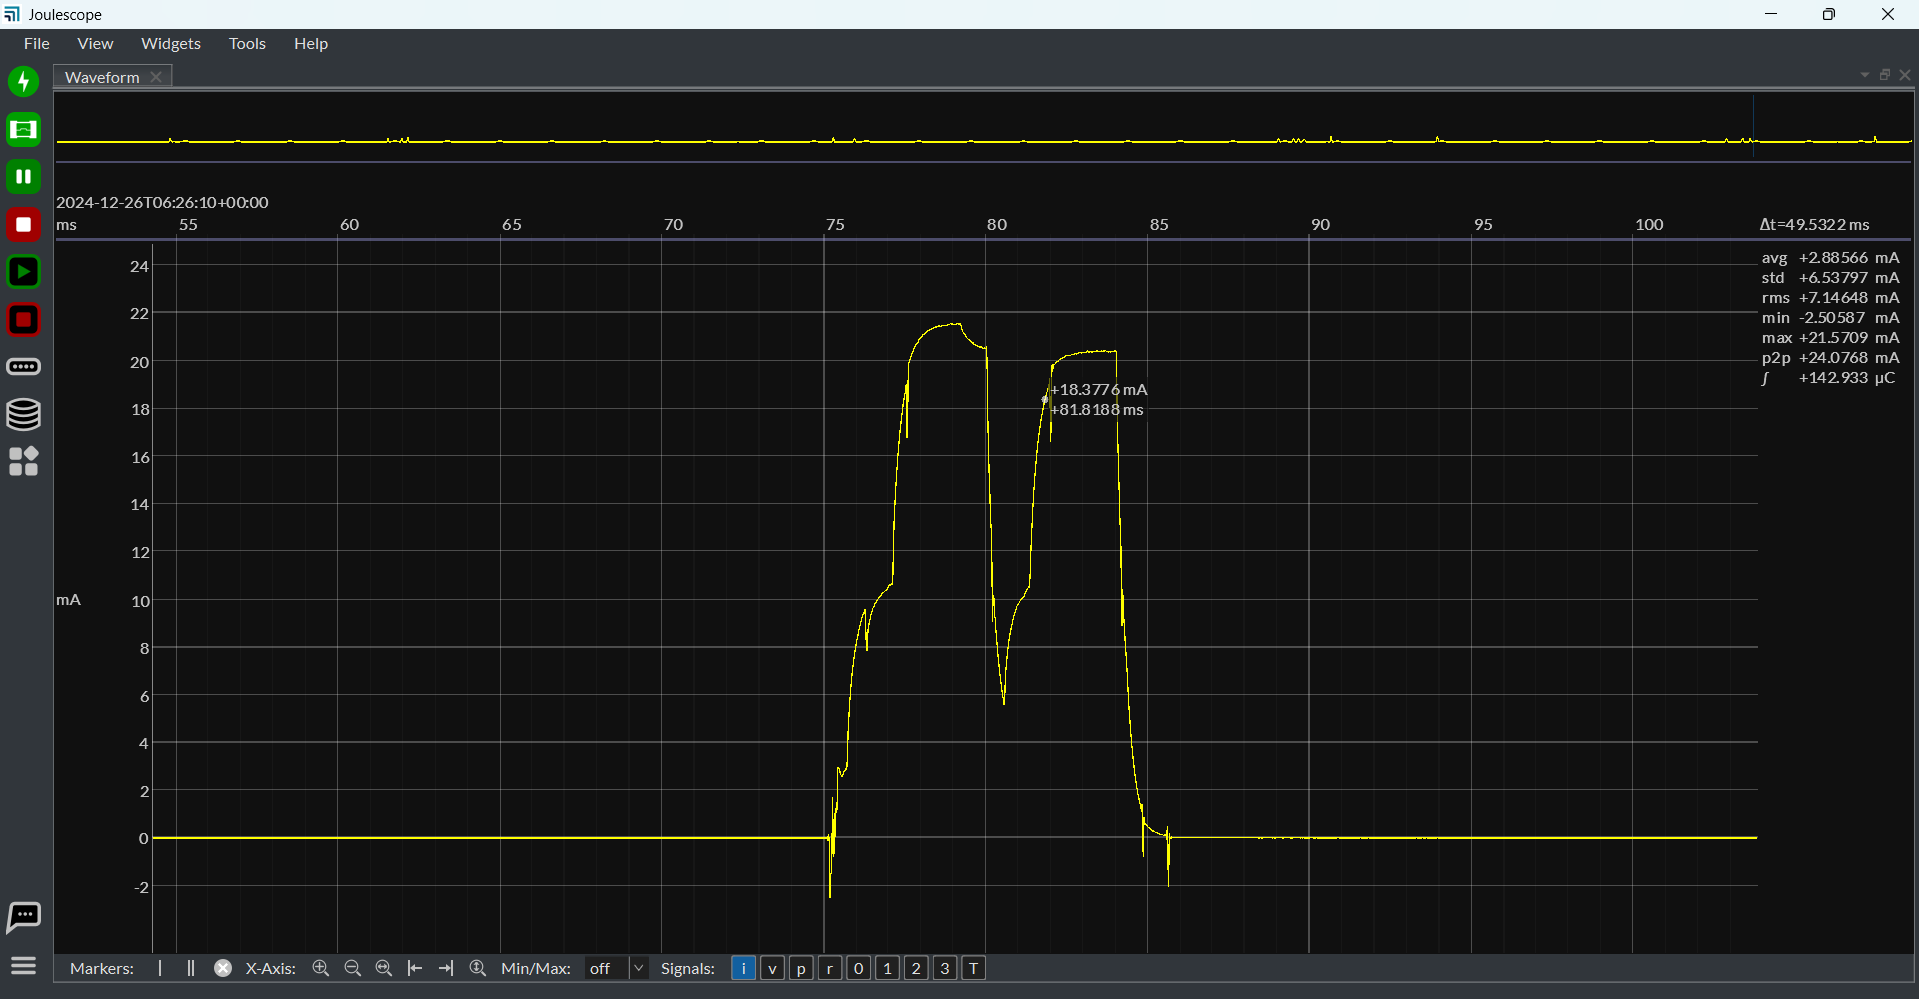 Joulescope
File View Widgets Tools Help
Waveform
2024-12-26T06:26:10+00:00
ms 55 60 65 70 75 80 85 90 95 100 Δt=49.5322 ms
24
22
20
18
16
14
12
10
8
6
4
2
0
-2
mA
+18.3776 mA
+81.8188 ms
avg +2.88566 mA
std +6.53797 mA
rms +7.14648 mA
min -2.50587 mA
max +21.5709 mA
p2p +24.0768 mA
∫ +142.933 µC
Markers: X-Axis: Min/Max: off Signals: i v p r 0 1 2 3 T